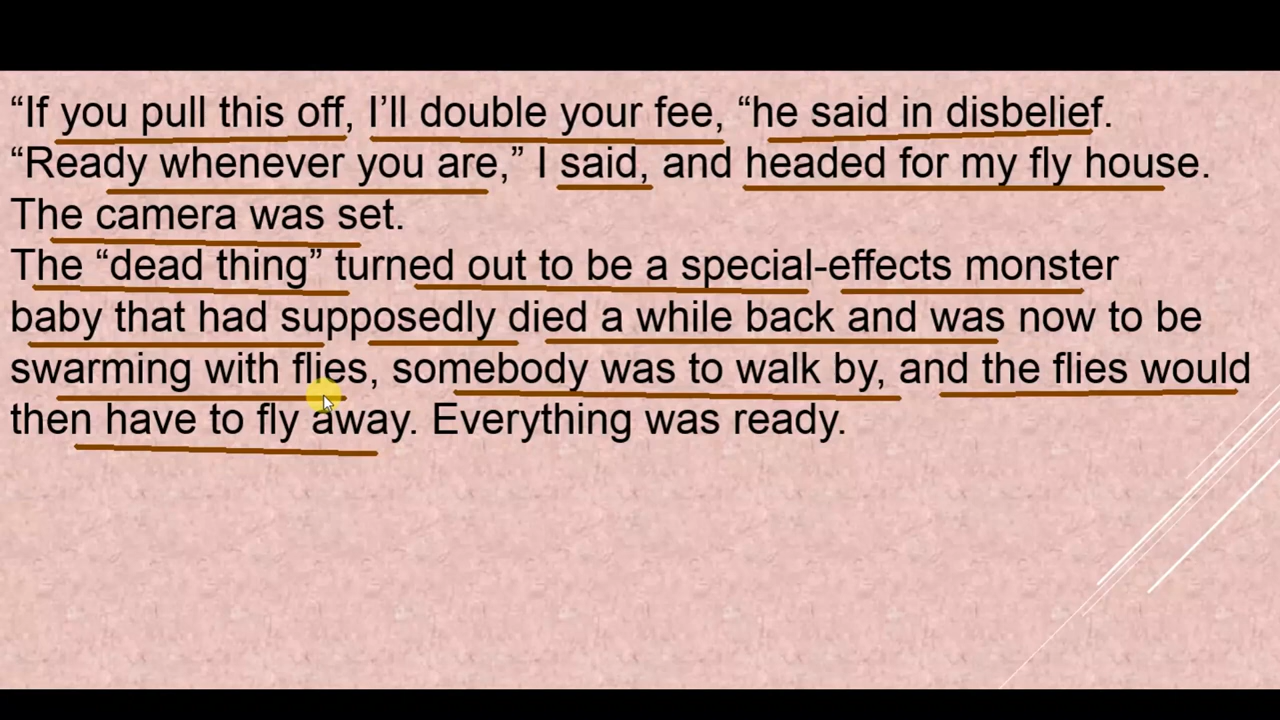 “If you pull this off, I’ll double your fee, “he said in disbelief.
“Ready whenever you are,” I said, and headed for my fly house.
The camera was set.
The “dead thing” turned out to be a special-effects monster
baby that had supposedly died a while back and was now to be
swarming with flies, somebody was to walk by, and the flies would
then have to fly away. Everything was ready.